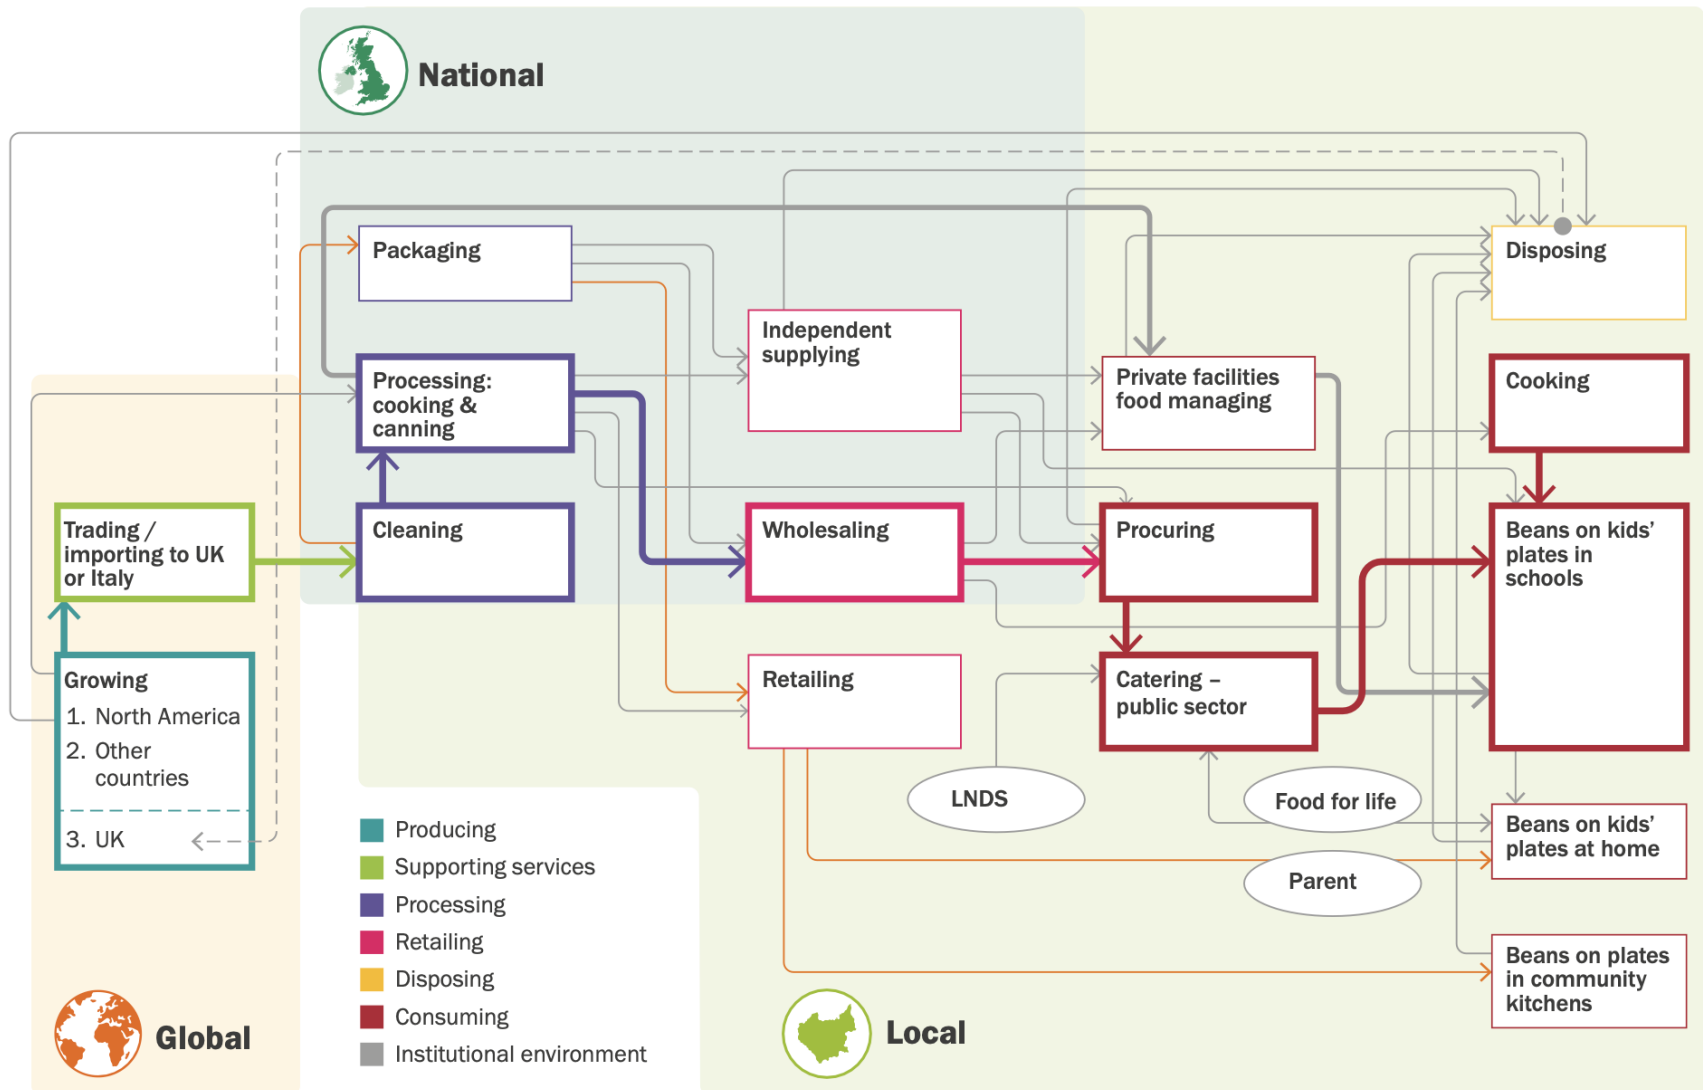 National
Packaging
Disposing
Independent
supplying
Processing:
cooking &
canning
Private facilities
food managing
Cooking
Trading /
importing to UK
or Italy
Cleaning
Wholesaling
Procuring
Beans on kids'
plates in
schools
Growing
1. North America
2. Other
countries
3. UK
Retailing
Catering –
public sector
LNDS
Food for life
Parent
Beans on kids'
plates at home
Beans on plates
in community
kitchens
Producing
Supporting services
Processing
Retailing
Disposing
Consuming
Institutional environment
Global
Local